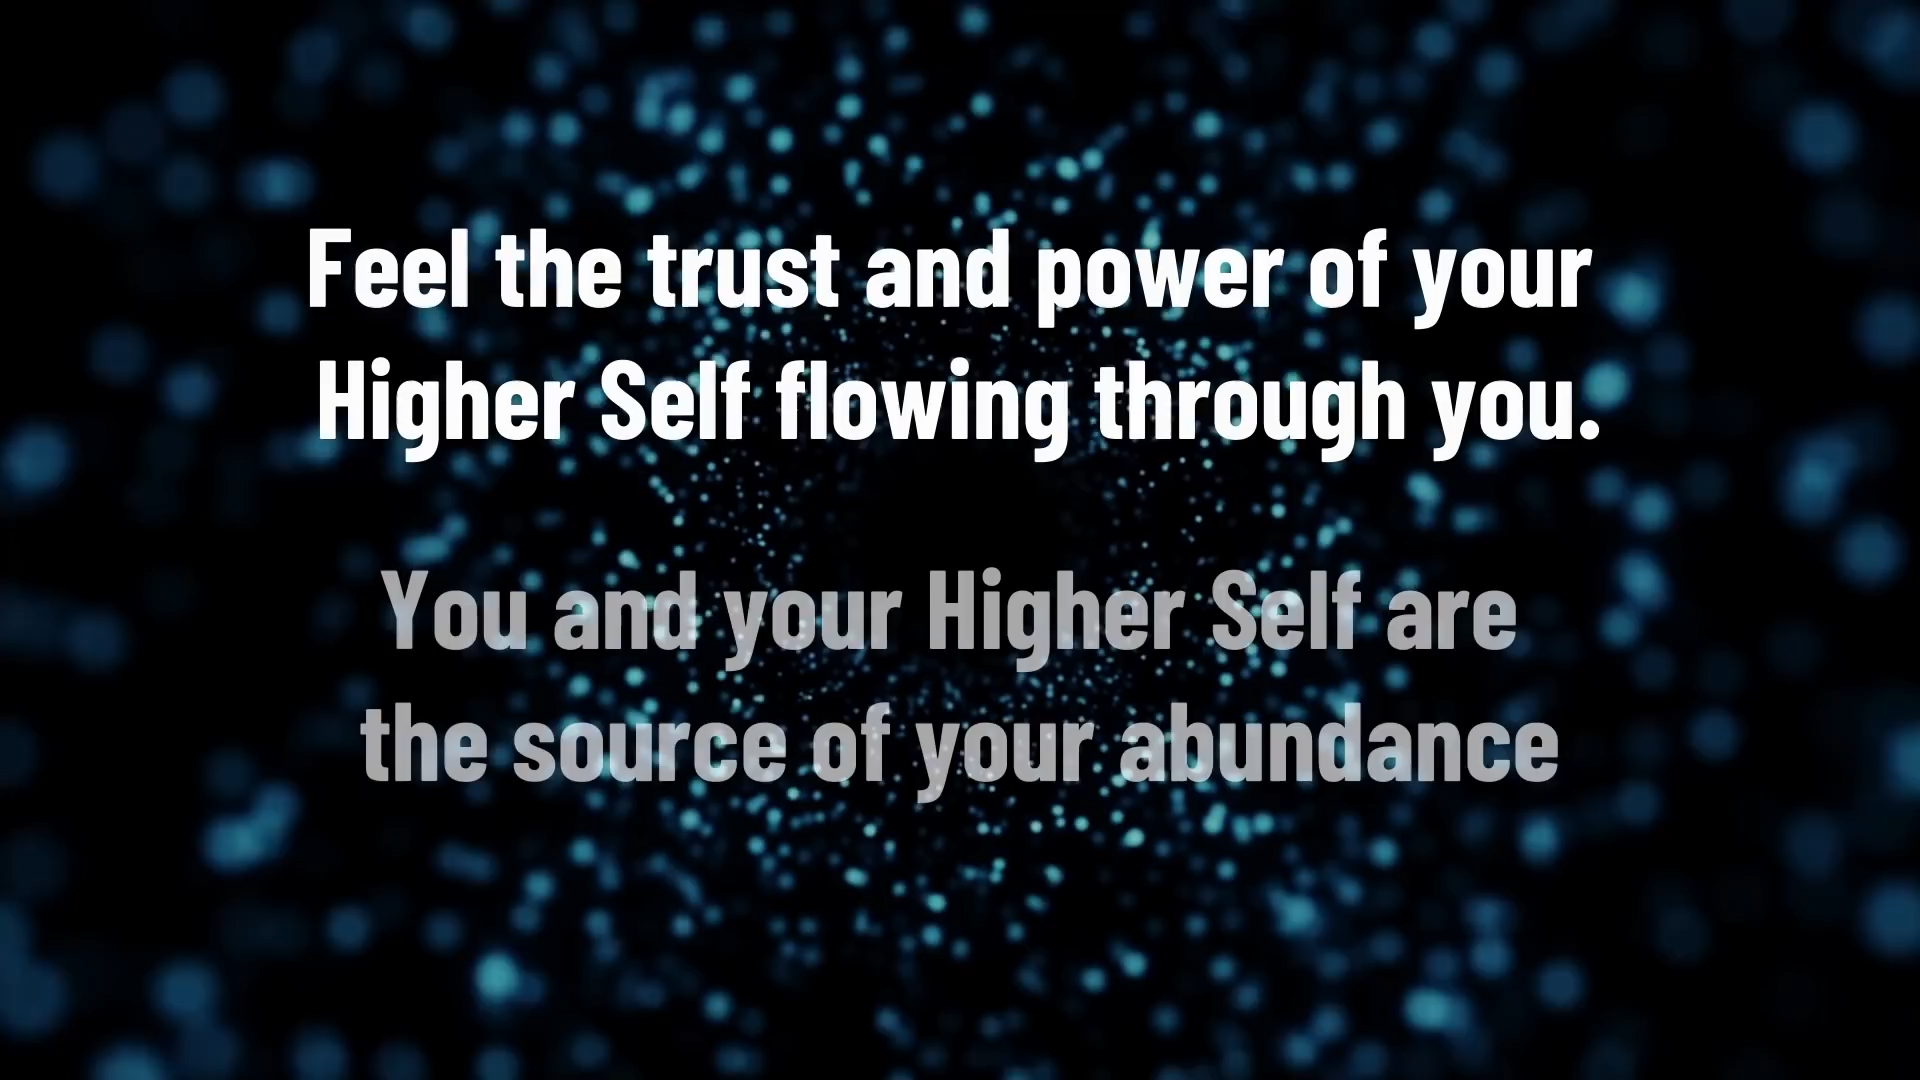 Feel the trust and power of your
Higher Self flowing through you.
You and your Higher Self are
the source of your abundance